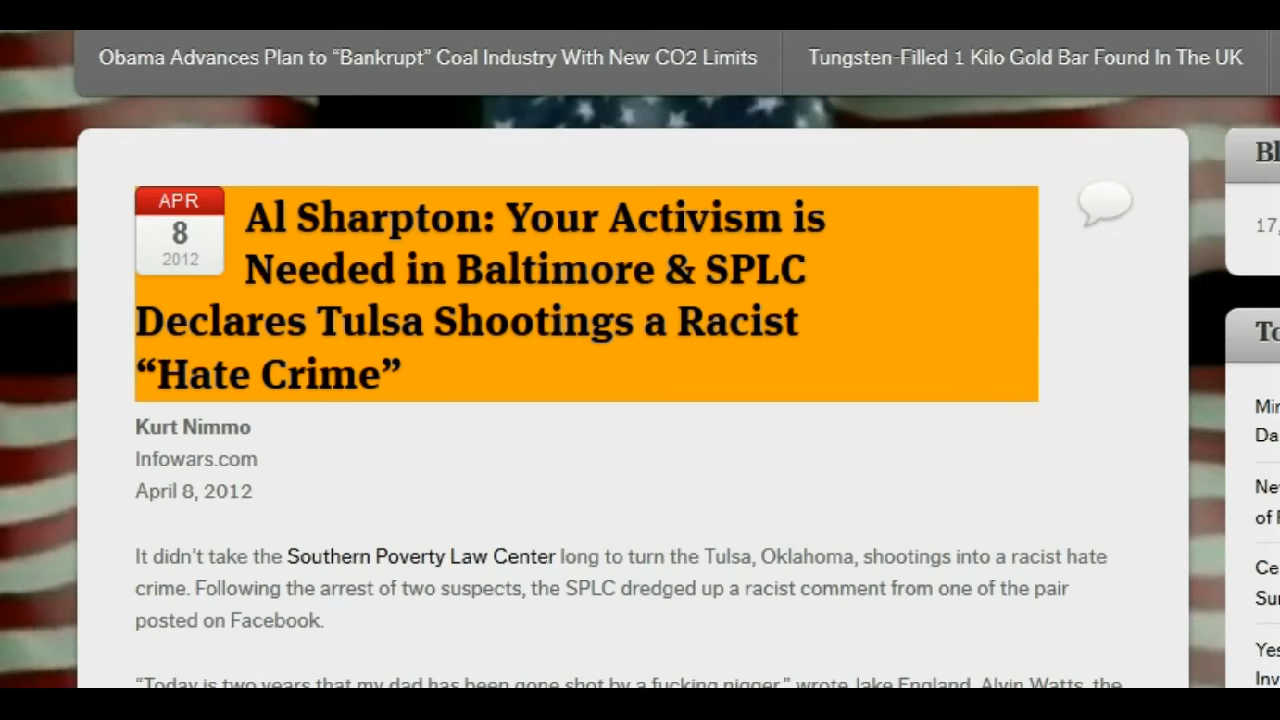 Obama Advances Plan to “Bankrupt” Coal Industry With New CO2 Limits
Tungsten-Filled 1 Kilo Gold Bar Found In The UK
APR
8
2012
Al Sharpton: Your Activism is
Needed in Baltimore & SPLC
Declares Tulsa Shootings a Racist
“Hate Crime”
Kurt Nimmo
Infowars.com
April 8, 2012
It didn’t take the Southern Poverty Law Center long to turn the Tulsa, Oklahoma, shootings into a racist hate
crime. Following the arrest of two suspects, the SPLC dredged up a racist comment from one of the pair
posted on Facebook.
“Today is two years that my dad has been gone shot by a fucking nigger,” wrote Jake England. Alvin Watts, the
17,
of